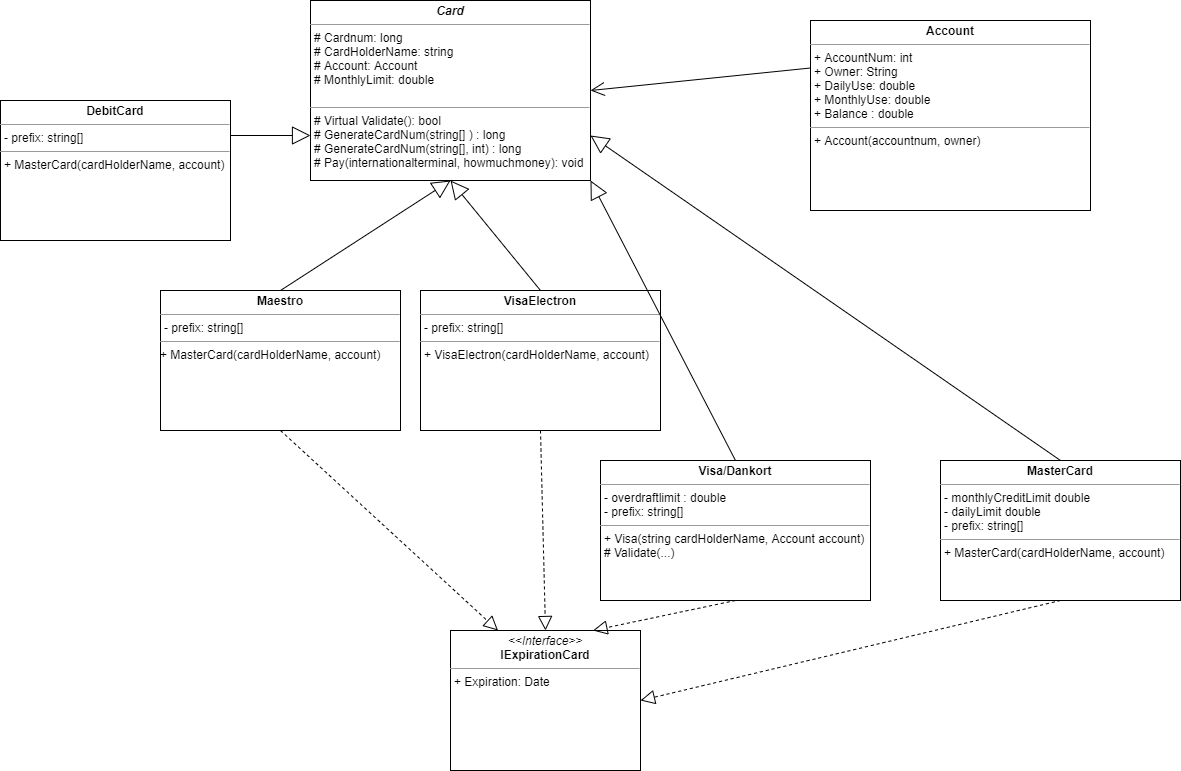 Card
# Cardnum: long
# CardHolderName: string
# Account: Account
# MonthlyLimit: double
# Virtual Validate(): bool
# GenerateCardNum(string[] ) : long
# GenerateCardNum(string[], int) : long
# Pay(internationalterminal, howmuchmoney): void
Account
+ AccountNum: int
+ Owner: String
+ DailyUse: double
+ MonthlyUse: double
+ Balance : double
+ Account(accountnum, owner)
DebitCard
- prefix: string[]
+ MasterCard(cardHolderName, account)
Maestro
- prefix: string[]
+ MasterCard(cardHolderName, account)
VisaElectron
- prefix: string[]
+ VisaElectron(cardHolderName, account)
Visa/Dankort
- overdraftlimit : double
- prefix: string[]
+ Visa(string cardHolderName, Account account)
# Validate(...)
MasterCard
- monthlyCreditLimit double
- dailyLimit double
- prefix: string[]
+ MasterCard(cardHolderName, account)
<<Interface>>
IExpirationCard
+ Expiration: Date